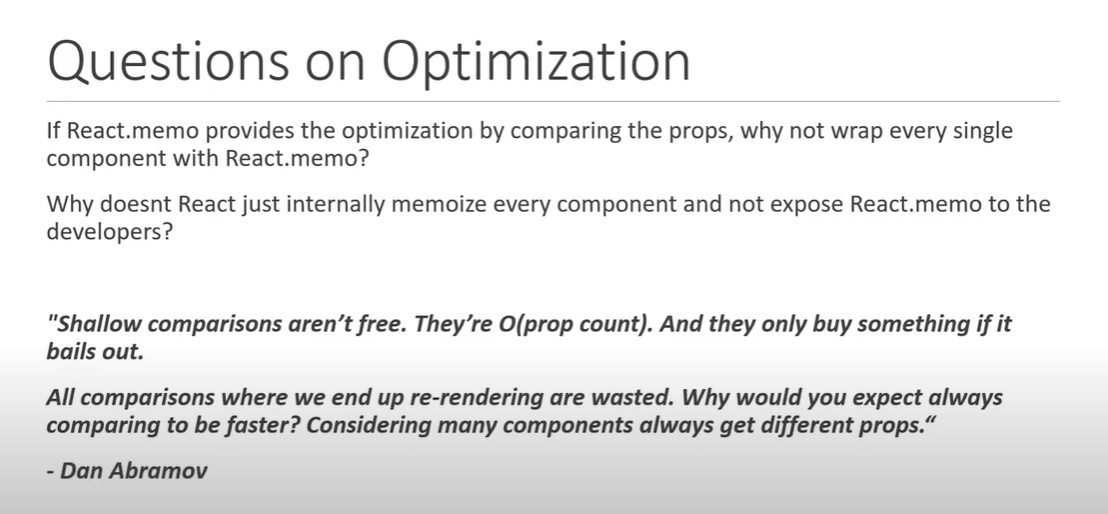 Questions on Optimization
If React.memo provides the optimization by comparing the props, why not wrap every single
component with React.memo?
Why doesnt React just internally memoize every component and not expose React.memo to the
developers?
"Shallow comparisons aren’t free. They’re O(prop count). And they only buy something if it
bails out.
All comparisons where we end up re-rendering are wasted. Why would you expect always
comparing to be faster? Considering many components always get different props.“
- Dan Abramov